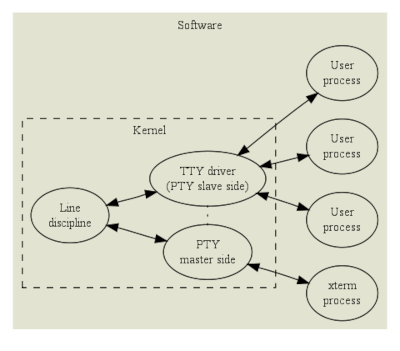 Software
User
process
Kernel
User
process
TTY driver
(PTY slave side)
Line
discipline
User
process
PTY
master side
xterm
process